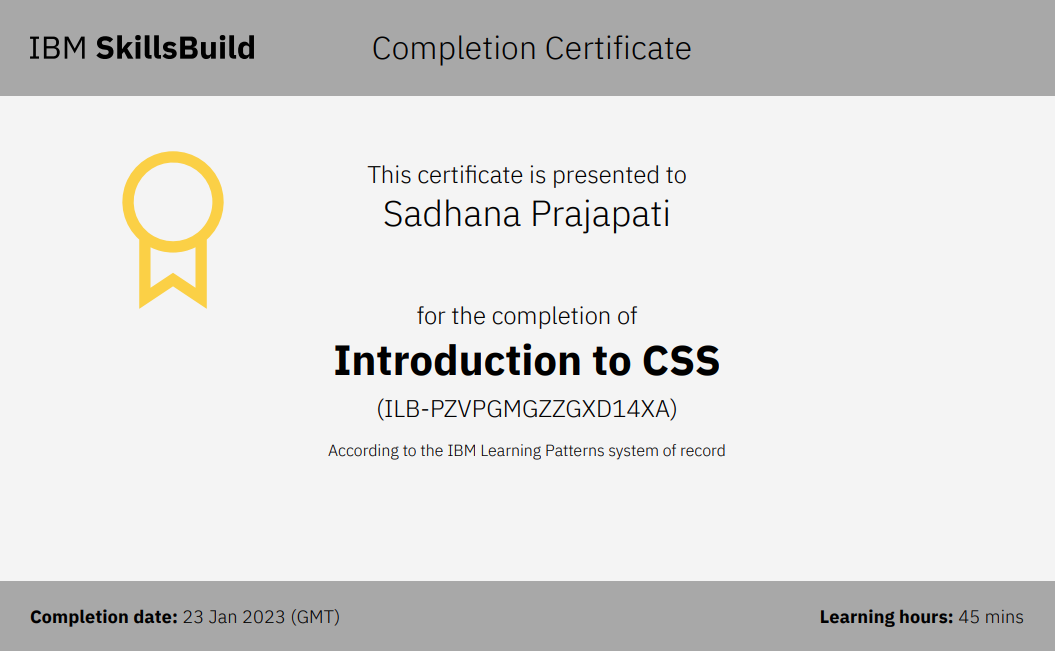 IBM SkillsBuild
Completion Certificate
This certificate is presented to
Sadhana Prajapati
for the completion of
Introduction to CSS
(ILB-PZVPGMGZZGXD14XA)
According to the IBM Learning Patterns system of record
Completion date: 23 Jan 2023 (GMT)
Learning hours: 45 mins